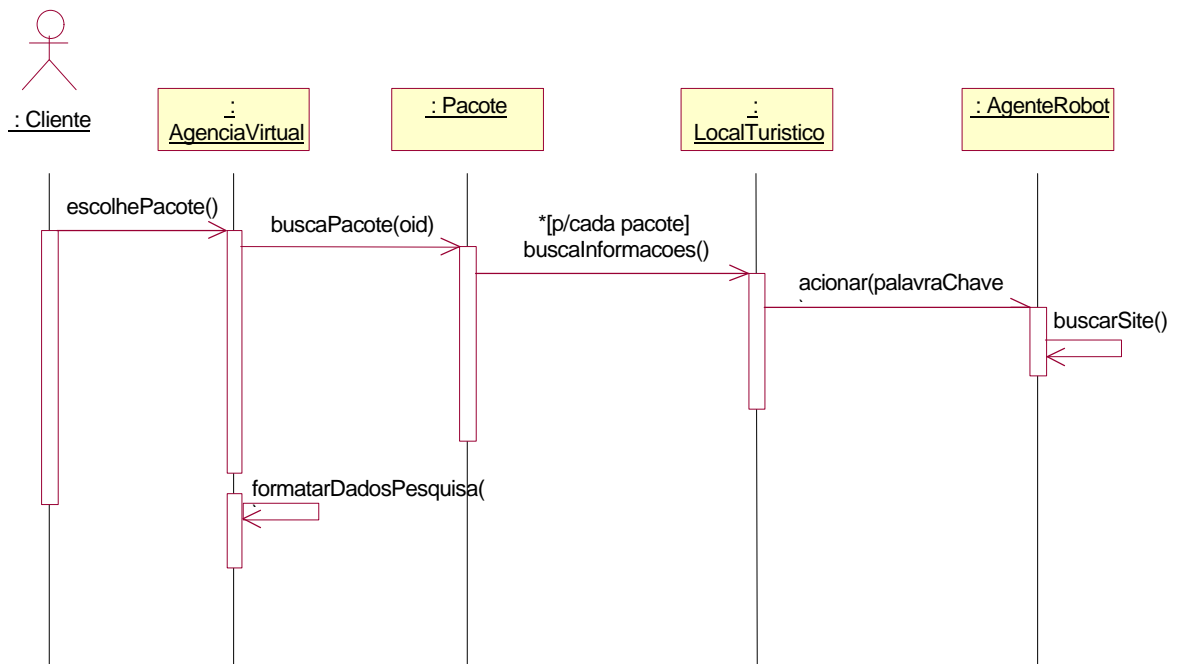 : Cliente
:
AgenciaVirtual
: Pacote
:
LocalTuristico
: AgenteRobot
escolhePacote()
buscaPacote(oid)
*[p/cada pacote]
buscaInformacoes()
acionar(palavraChave
buscarSite()
formatarDadosPesquisa(